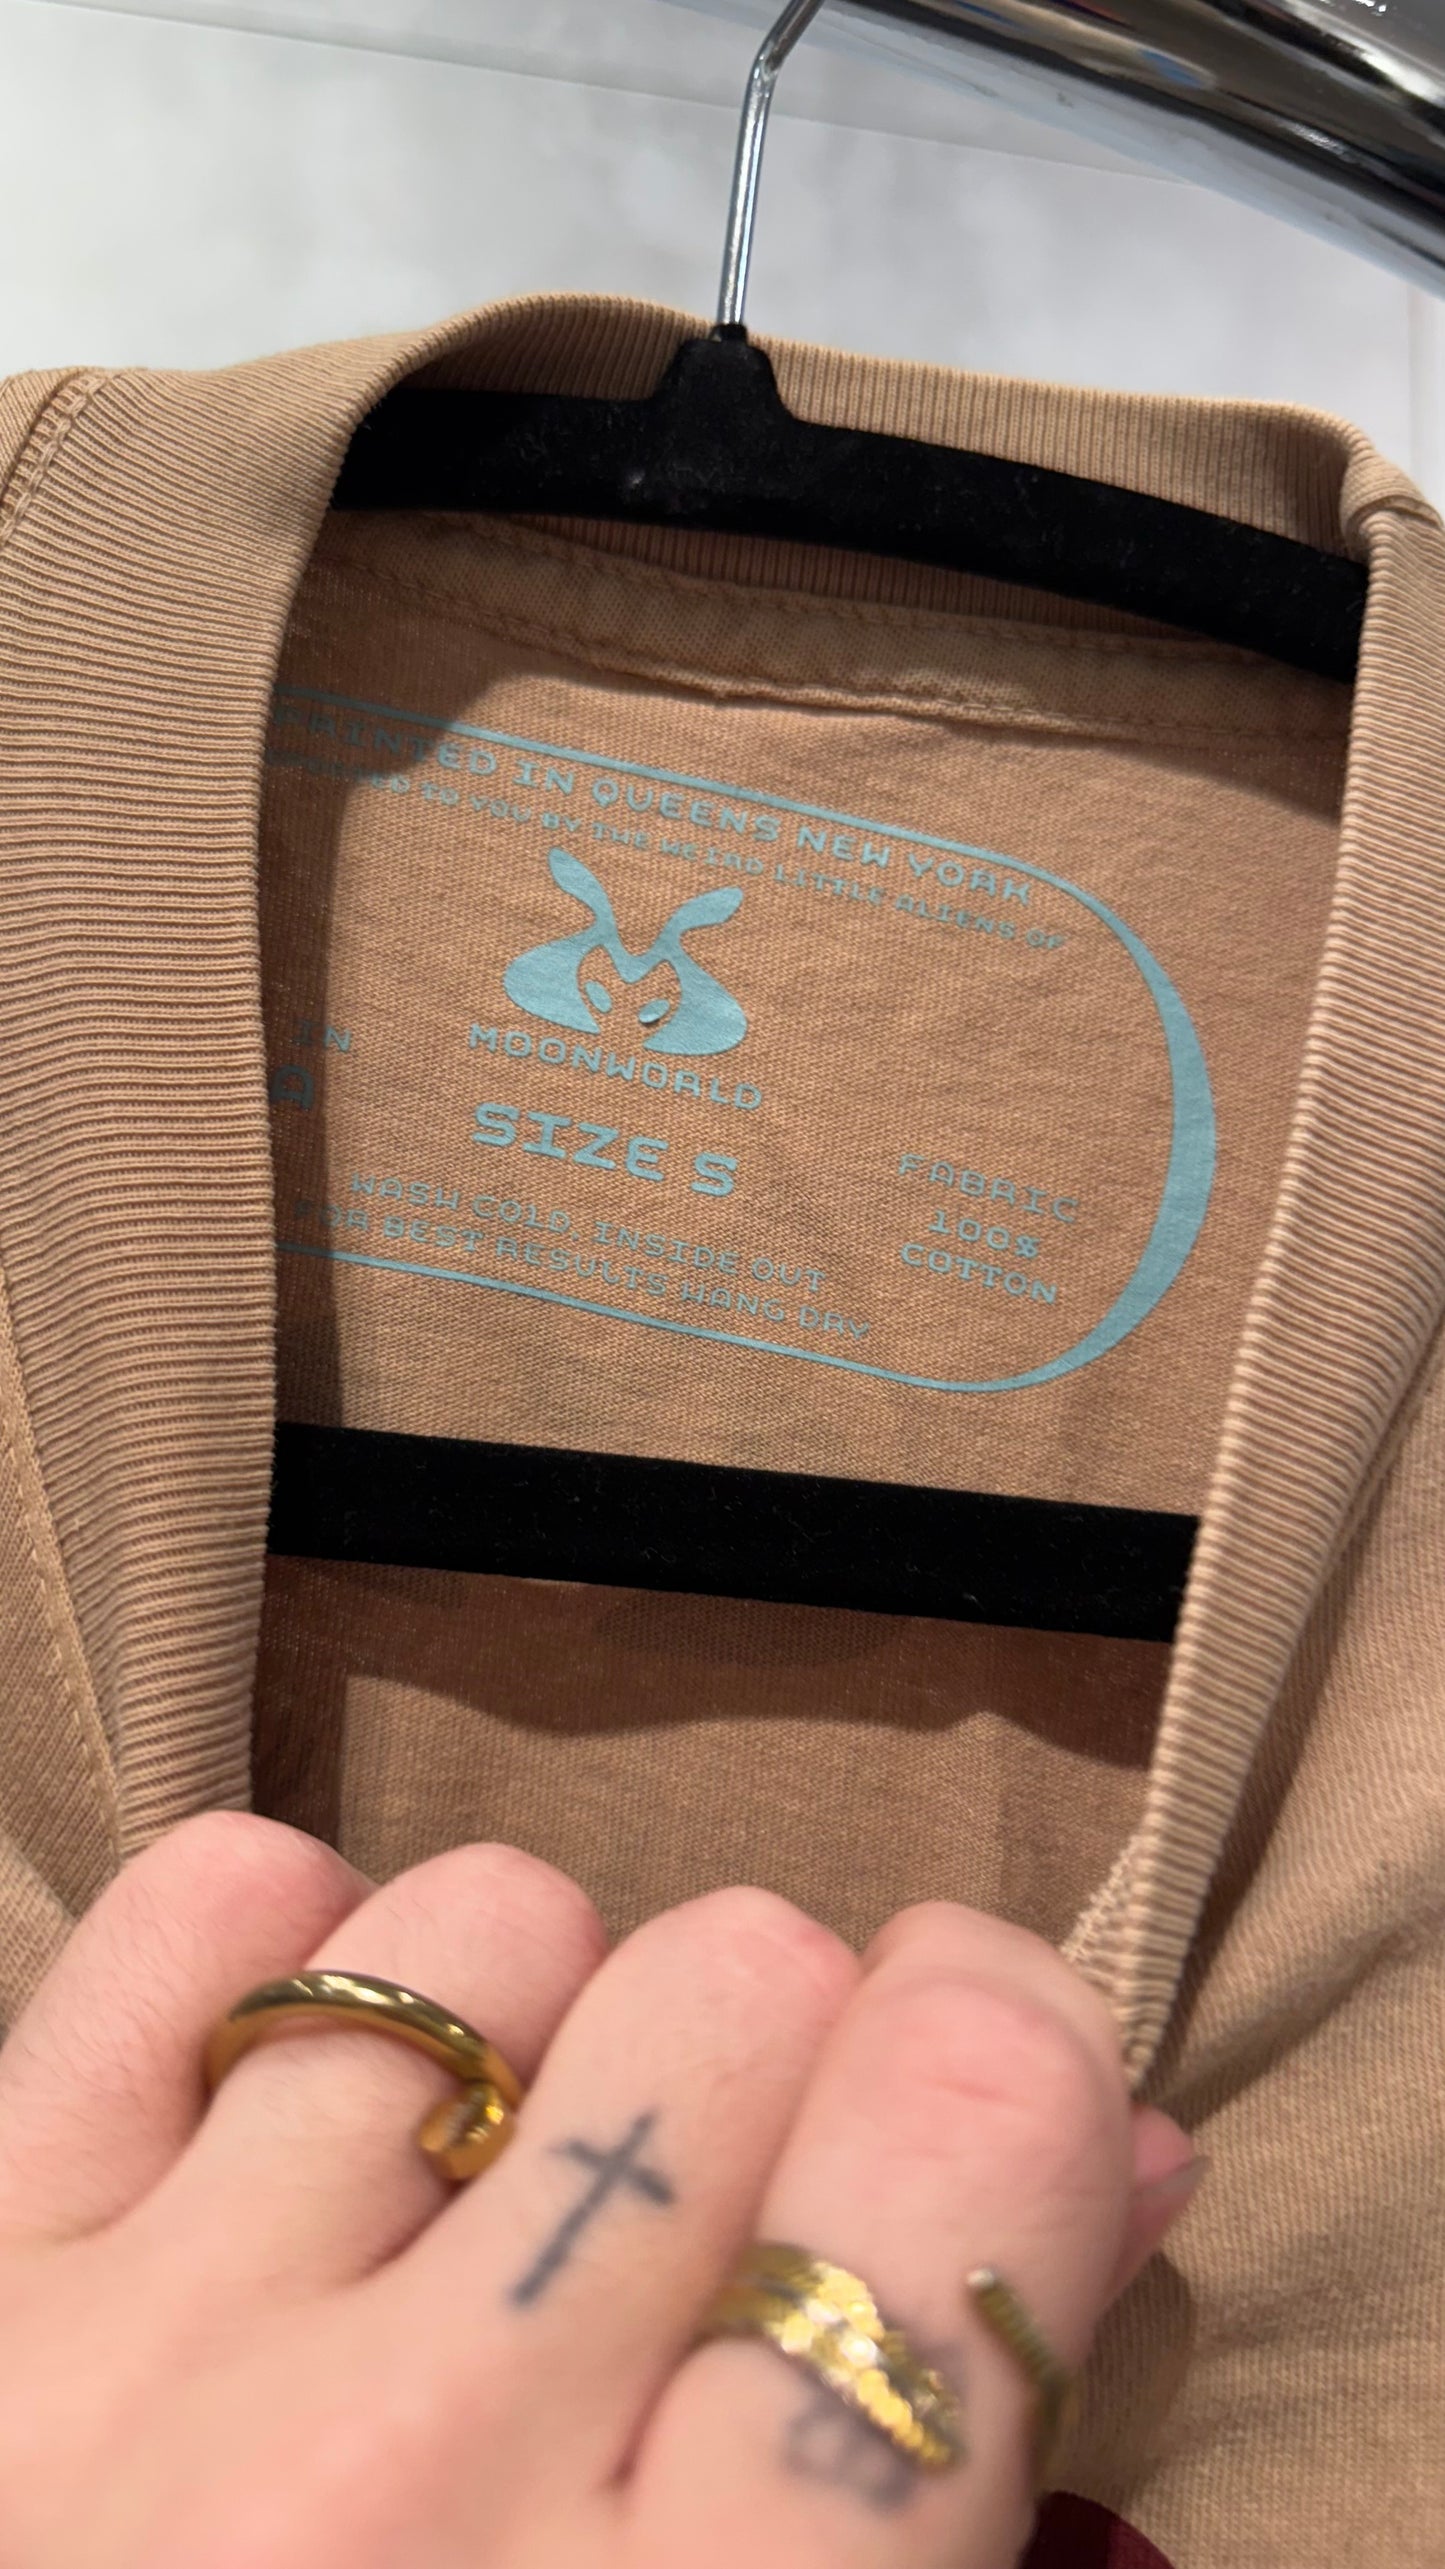 PRINTED IN QUEENS NEW YORK
TO YOU BY THE WEIRD LITTLE ALIENS OF
MOONWORLD
IN
D
SIZE S
FABRIC
100%
COTTON
WASH COLD, INSIDE OUT
FOR BEST RESULTS HANG DRY